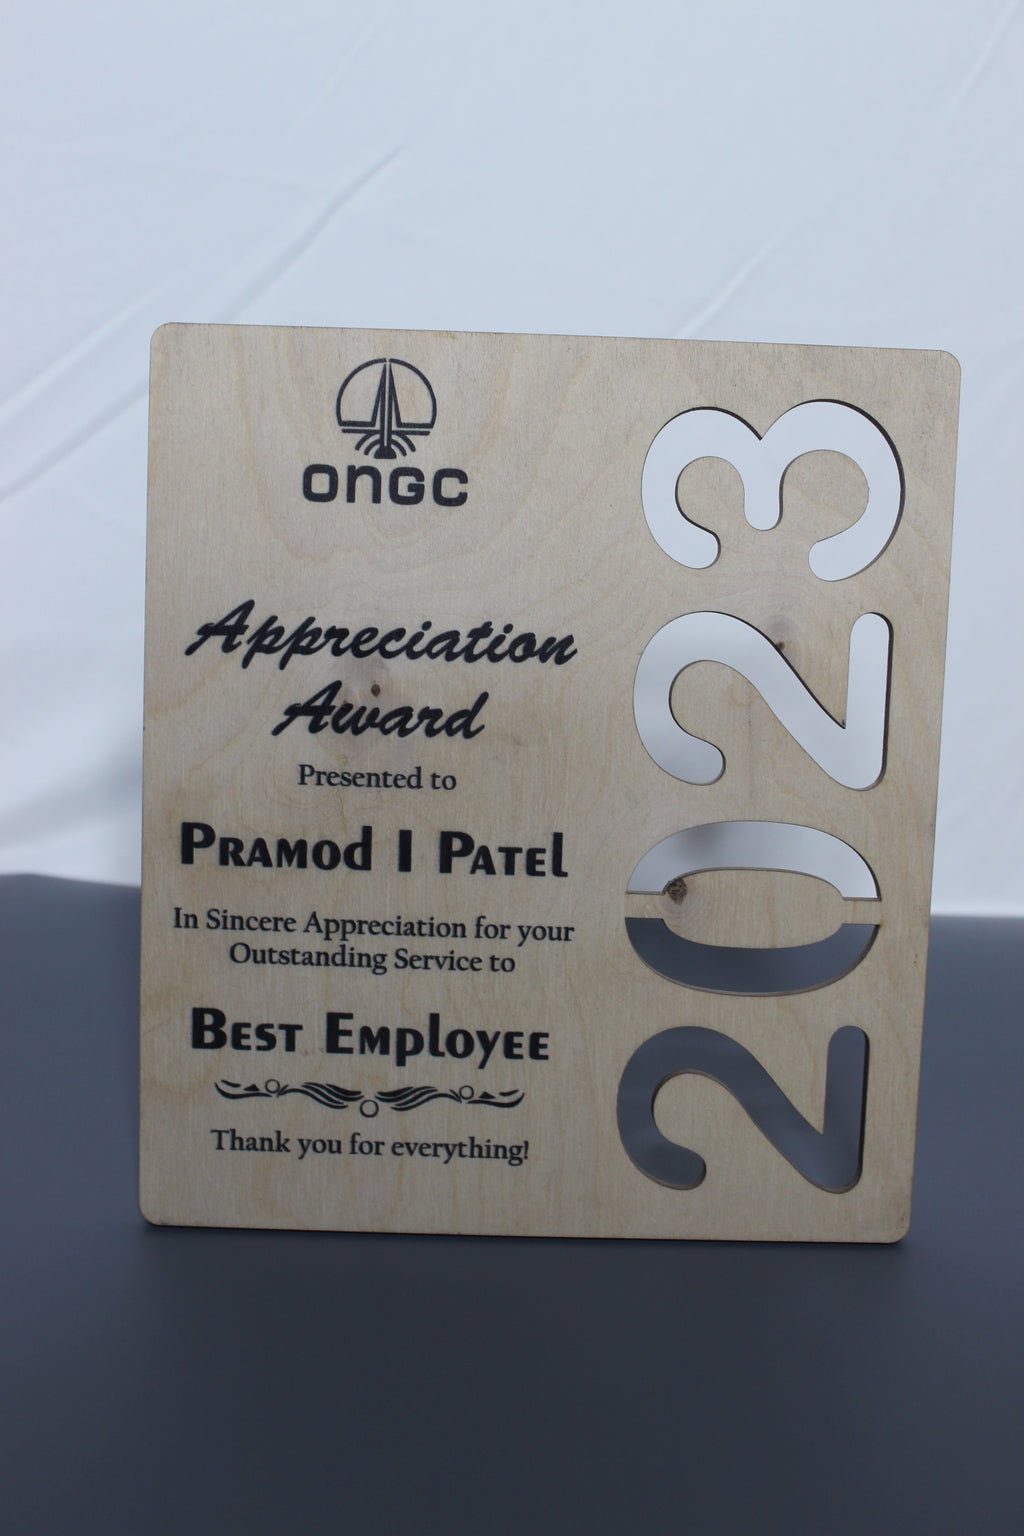 ONGC
Appreciation
Award
Presented to
Pramod I Patel
In Sincere Appreciation for your
Outstanding Service to
Best Employee
Thank you for everything!
2023